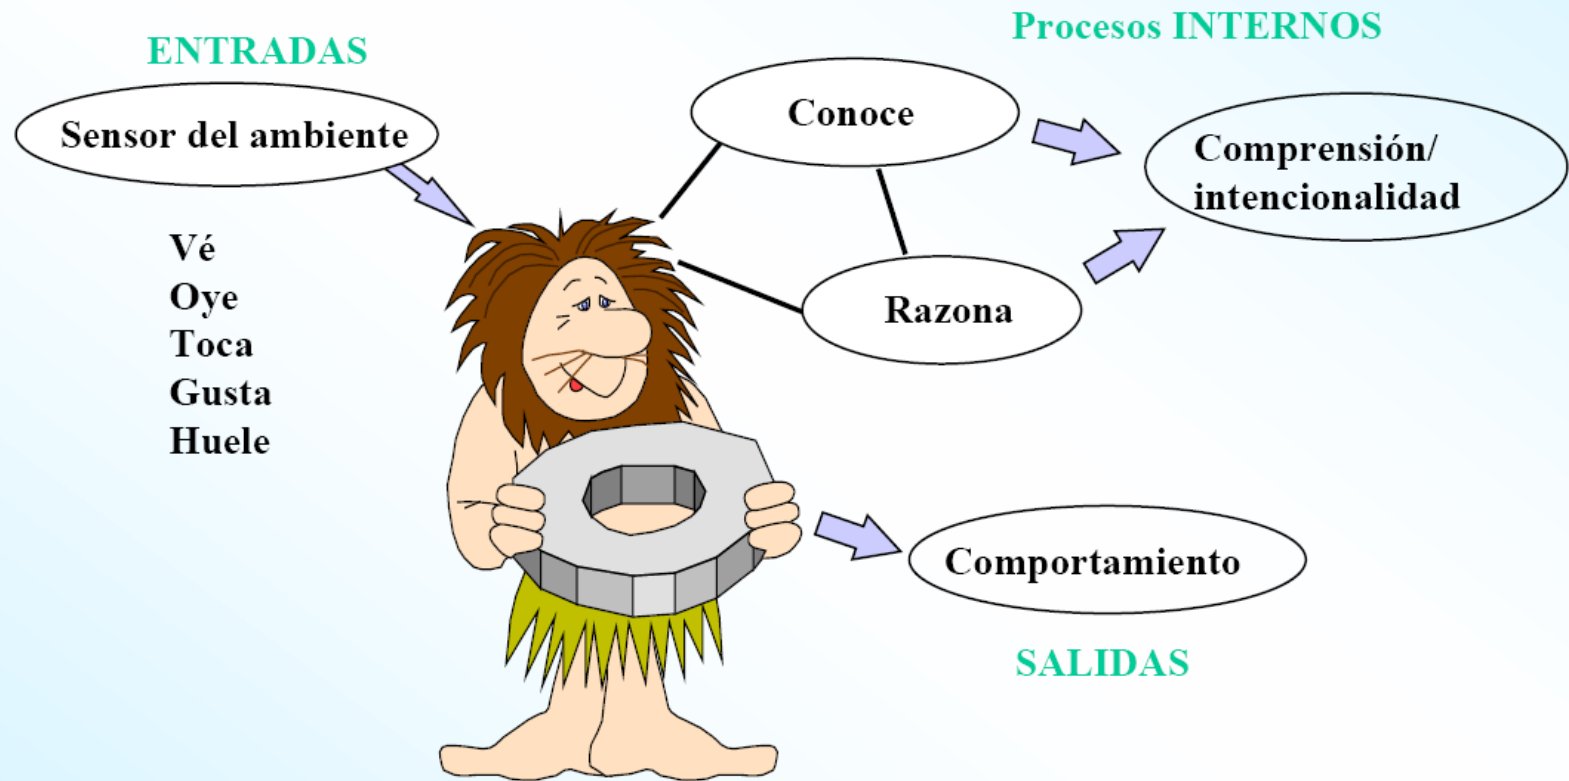 ENTRADAS
Sensor del ambiente
Vé
Oye
Toca
Gusta
Huele
Procesos INTERNOS
Conoce
Razona
Comprensión/
intencionalidad
Comportamiento
SALIDAS